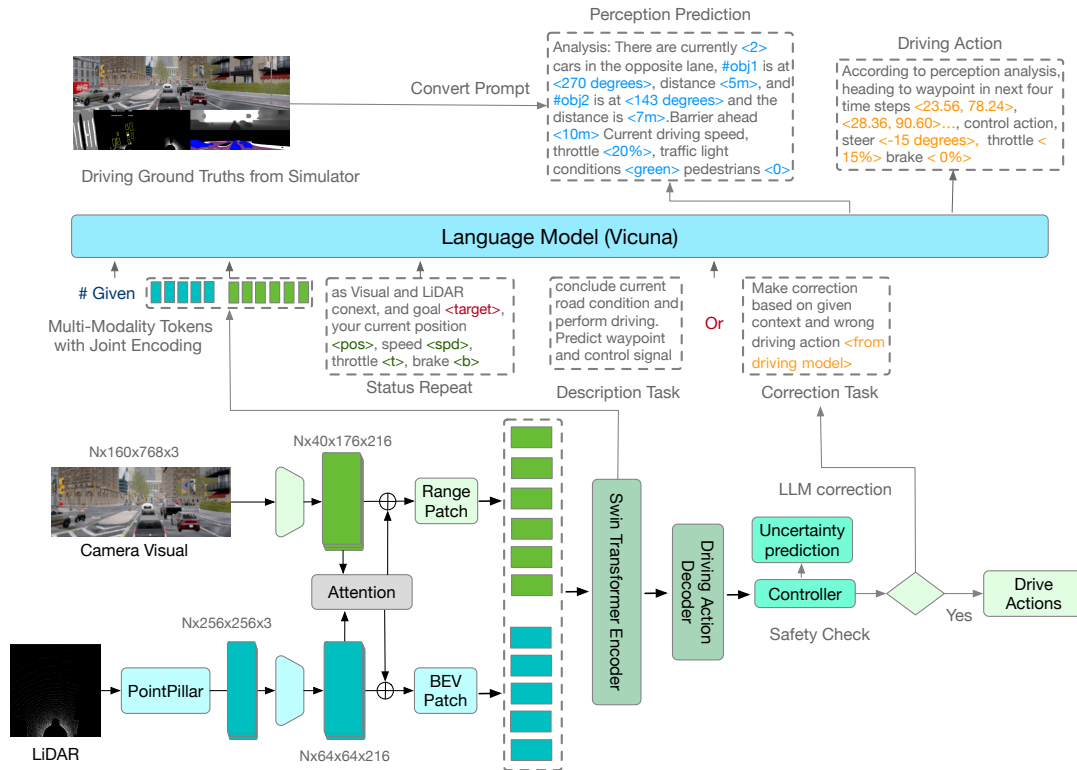 Perception Prediction
Analysis: There are currently <2>
cars in the opposite lane, #obj1 is at
<270 degrees>, distance <5m>, and
#obj2 is at <143 degrees> and the
distance is <7m>.Barrier ahead
<10m> Current driving speed,
throttle <20%>, traffic light
conditions <green> pedestrians <0>
Driving Action
According to perception analysis,
heading to waypoint in next four
time steps <23.56, 78.24>,
<28.36, 90.60>…, control action,
steer <-15 degrees>, throttle <
15%> brake < 0%>
Convert Prompt
Driving Ground Truths from Simulator
Language Model (Vicuna)
# Given
Multi-Modality Tokens
with Joint Encoding
as Visual and LiDAR
conext, and goal <target>,
your current position
<pos>, speed <spd>,
throttle <t>, brake <b>
Status Repeat
conclude current
road condition and
perform driving.
Predict waypoint
and control signal
Description Task
Or
Make correction
based on given
context and wrong
driving action <from
driving model>
Correction Task
Nx160x768x3
Camera Visual
Nx40x176x216
Range
Patch
Attention
Nx256x256x3
LiDAR
PointPillar
Nx64x64x216
BEV
Patch
Swin Transformer Encoder
Driving Action
Decoder
LLM correction
Uncertainty
prediction
Controller
Safety Check
Yes
Drive
Actions